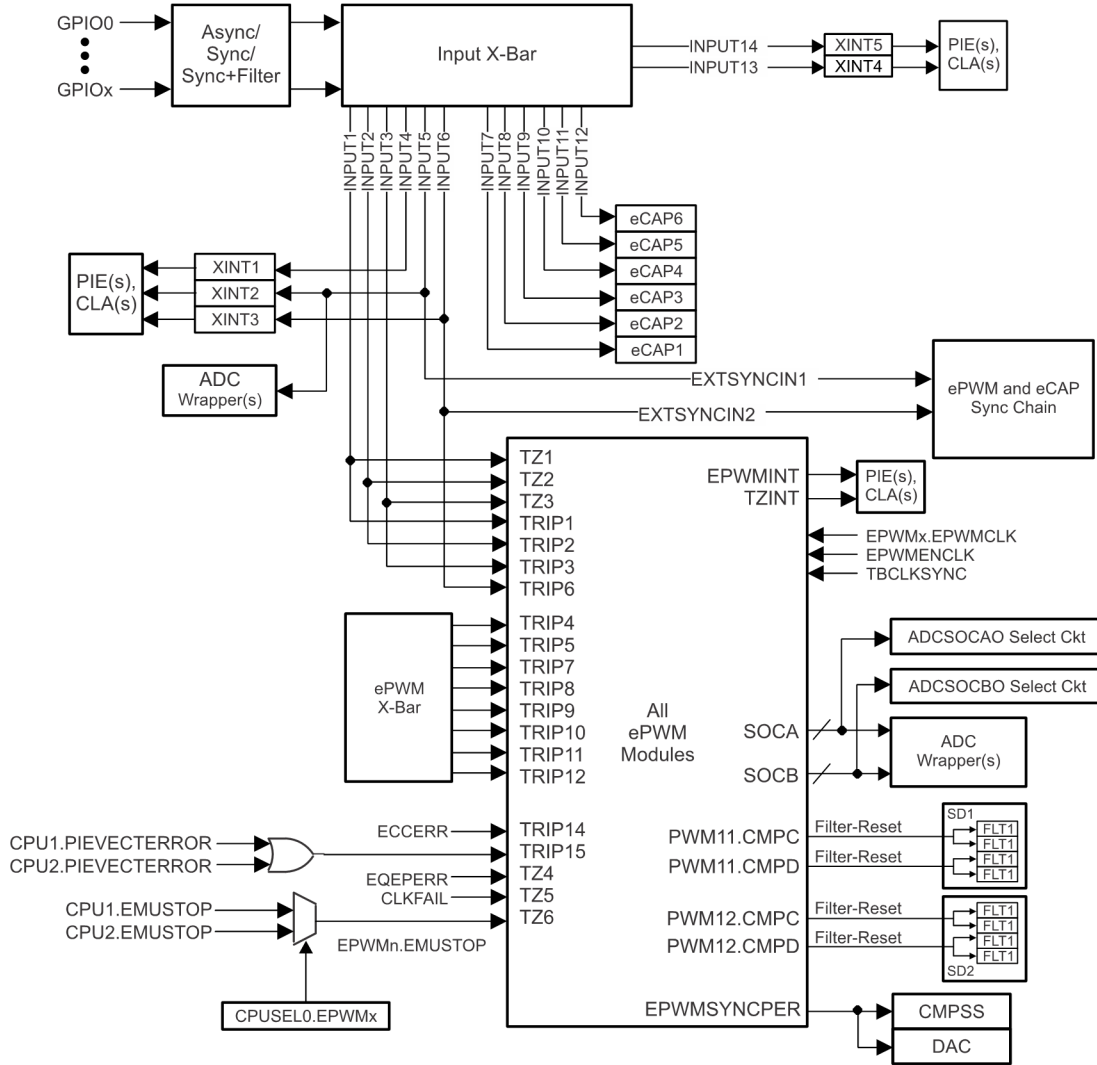 GPIO0
GPIOx
Async/
Sync/
Sync+Filter
Input X-Bar
INPUT14
INPUT13
XINT5
XINT4
PIE(s),
CLA(s)
INPUT1
INPUT2
INPUT3
INPUT4
INPUT5
INPUT6
INPUT7
INPUT8
INPUT9
INPUT10
INPUT11
INPUT12
eCAP6
eCAP5
eCAP4
eCAP3
eCAP2
eCAP1
PIE(s),
CLA(s)
XINT1
XINT2
XINT3
ADC
Wrapper(s)
EXTSYNCIN1
EXTSYNCIN2
ePWM and eCAP
Sync Chain
TZ1
TZ2
TZ3
TRIP1
TRIP2
TRIP3
TRIP6
EPWMINT
TZINT
PIE(s),
CLA(s)
EPWMx.EPWMCLK
EPWMENCLK
TBCLKSYNC
ePWM
X-Bar
TRIP4
TRIP5
TRIP7
TRIP8
TRIP9
TRIP10
TRIP11
TRIP12
All
ePWM
Modules
SOCA
SOCB
ADCSOCAO Select Ckt
ADCSOCBO Select Ckt
ADC
Wrapper(s)
CPU1.PIEVECTERROR
CPU2.PIEVECTERROR
ECCERR
EQEPERR
CLKFAIL
TRIP14
TRIP15
TZ4
TZ5
TZ6
CPU1.EMUSTOP
CPU2.EMUSTOP
EPWMn.EMUSTOP
CPUSEL0.EPWMx
PWM11.CMPC
Filter-Reset
PWM11.CMPD
Filter-Reset
SD1
FLT1
FLT1
FLT1
FLT1
PWM12.CMPC
Filter-Reset
PWM12.CMPD
Filter-Reset
FLT1
FLT1
FLT1
FLT1
SD2
EPWMSYNCPER
CMPSS
DAC